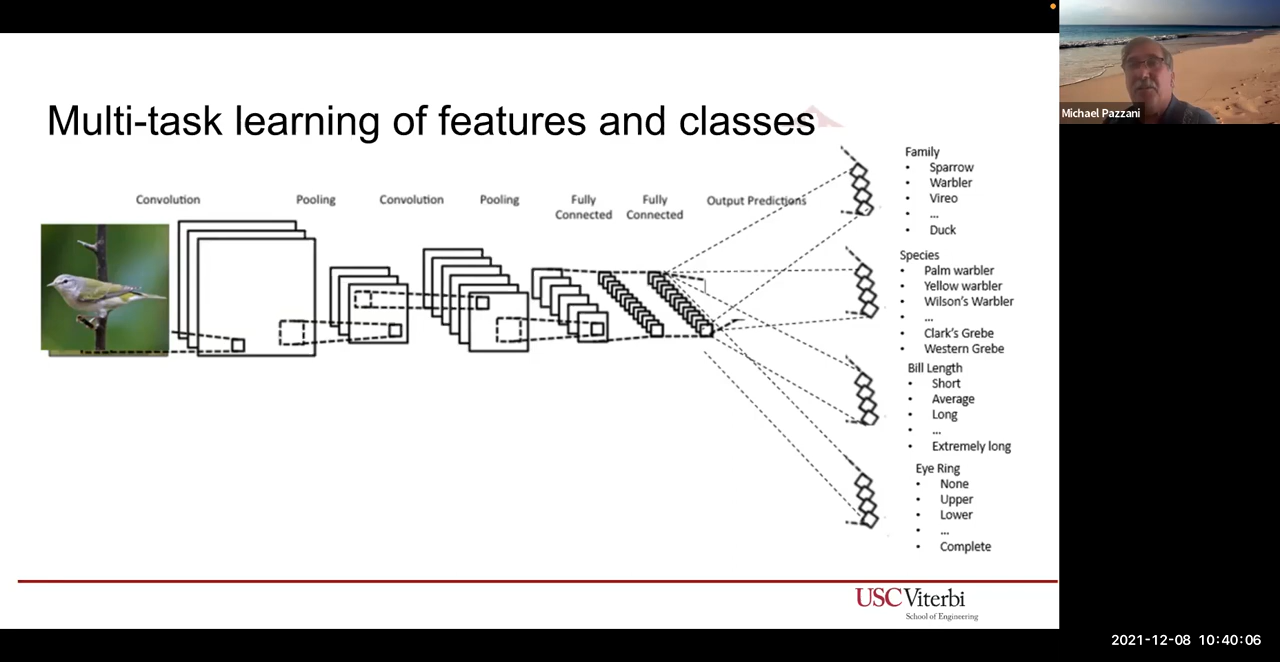 Multi-task learning of features and classes
Convolution
Pooling
Convolution
Pooling
Fully
Connected
Fully
Connected
Output Predictions
Family
• Sparrow
• Warbler
• Vireo
• ...
• Duck
Species
• Palm warbler
• Yellow warbler
• Wilson's Warbler
• ...
• Clark's Grebe
• Western Grebe
Bill Length
• Short
• Average
• Long
• ...
• Extremely long
Eye Ring
• None
• Upper
• Lower
• ...
• Complete
USC Viterbi
School of Engineering
Michael Pazzani
2021-12-08 10:40:06